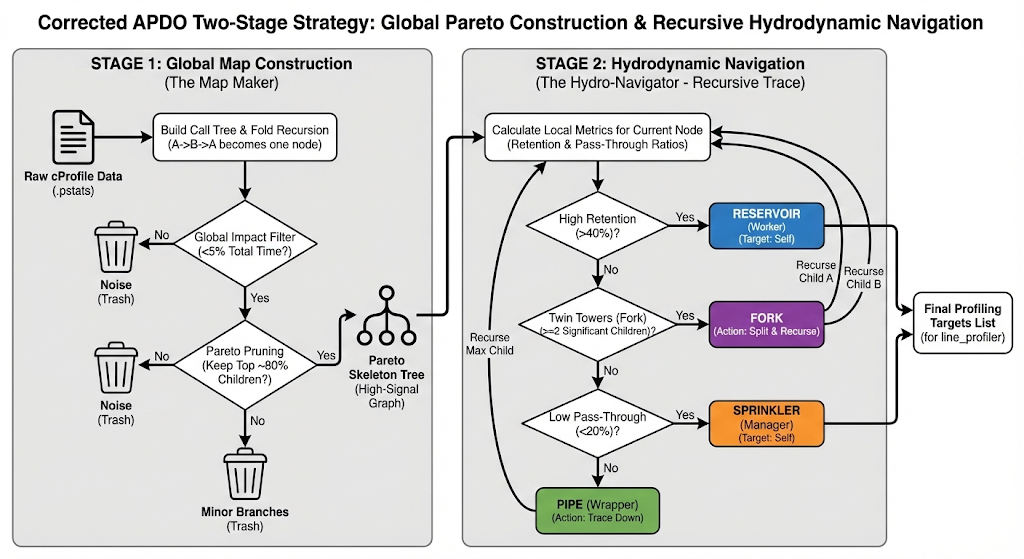 Corrected APDO Two-Stage Strategy: Global Pareto Construction & Recursive Hydrodynamic Navigation
STAGE 1: Global Map Construction
(The Map Maker)
Raw cProfile Data
(.pstats)
Build Call Tree & Fold Recursion
(A->B->A becomes one node)
Global Impact Filter
(<5% Total Time?)
No
Noise
(Trash)
Yes
Pareto Pruning
(Keep Top ~80%
Children?)
No
Noise
(Trash)
Yes
Pareto
Skeleton Tree
(High-Signal
Graph)
No
Minor Branches
(Trash)
STAGE 2: Hydrodynamic Navigation
(The Hydro-Navigator - Recursive Trace)
Calculate Local Metrics for Current Node
(Retention & Pass-Through Ratios)
High Retention
(>40%)?
Yes
RESERVOIR
(Worker)
(Target: Self)
No
Twin Towers (Fork)
(>=2 Significant Children)?
Yes
FORK
(Action: Split & Recurse)
Recurse
Child A
Recurse
Child B
No
Low Pass-Through
(<20%)?
Yes
SPRINKLER
(Manager)
(Target: Self)
No
PIPE (Wrapper)
(Action: Trace Down)
Recurse
Max Child
Final Profiling
Targets List
(for line_profiler)